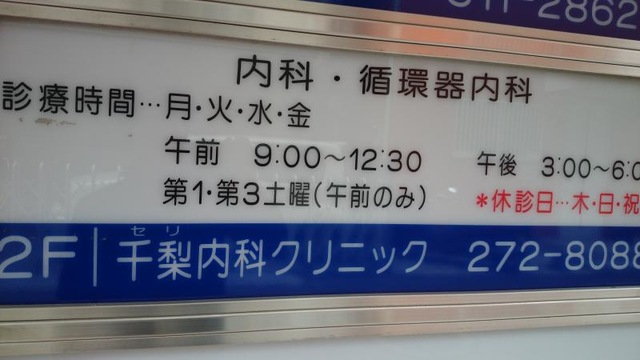 011-2862
内科・循環器内科
診療時間…月・火・水・金
午前 9:00～12:30 午後 3:00～6:0
第1・第3土曜(午前のみ) *休診日…木・日・祝
セリ
2F 千梨内科クリニック 272-8088